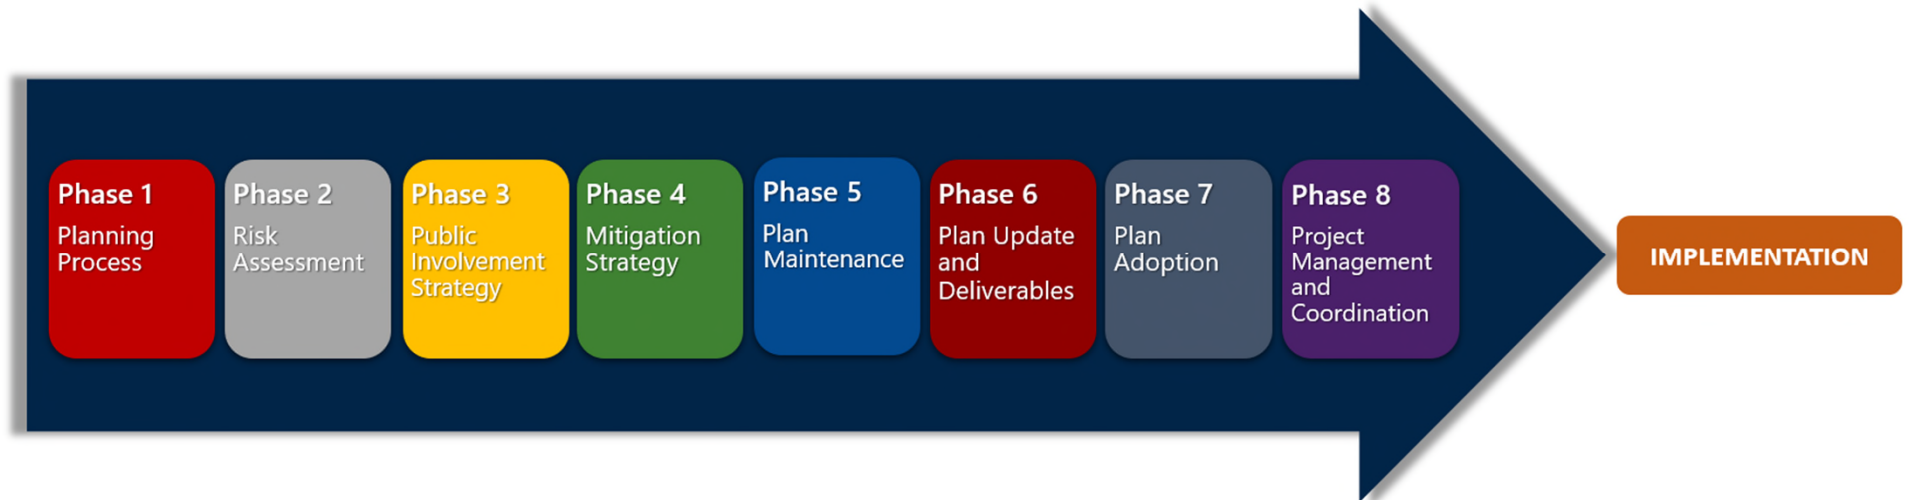 Phase 1
Planning
Process
Phase 2
Risk
Assessment
Phase 3
Public
Involvement
Strategy
Phase 4
Mitigation
Strategy
Phase 5
Plan
Maintenance
Phase 6
Plan Update
and
Deliverables
Phase 7
Plan
Adoption
Phase 8
Project
Management
and
Coordination
IMPLEMENTATION